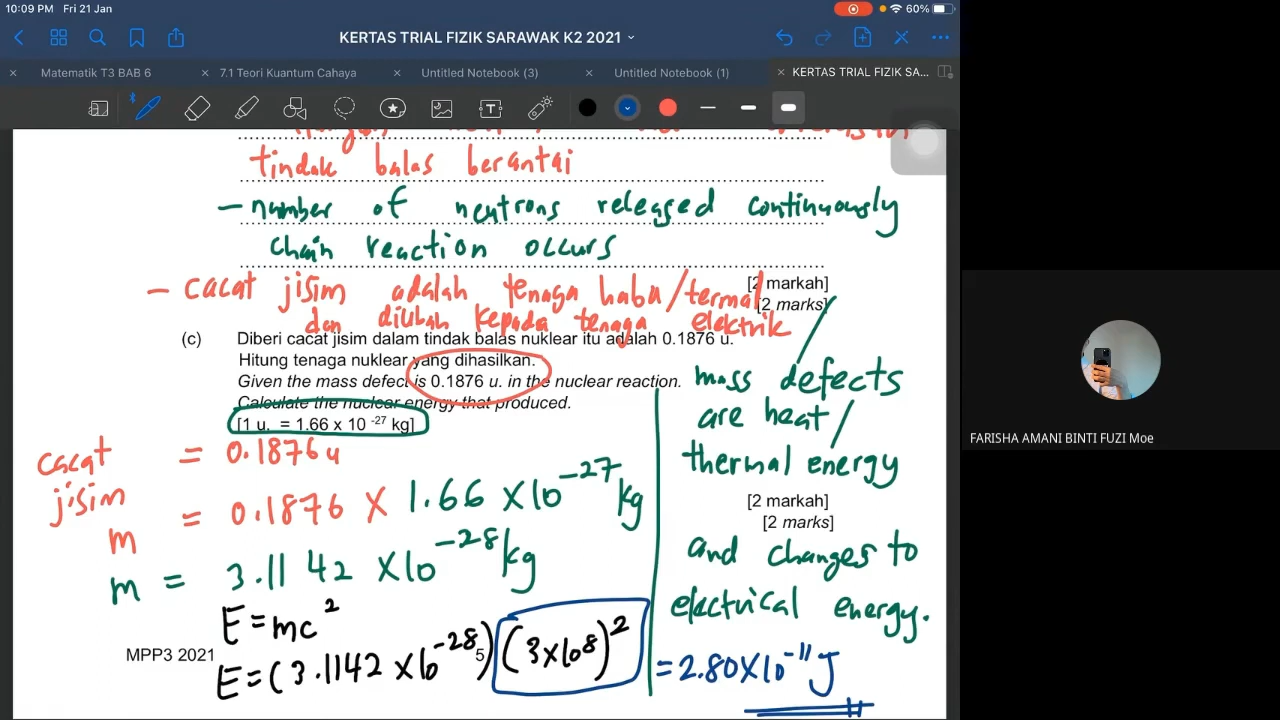 10:09 PM Fri 21 Jan
60%
KERTAS TRIAL FIZIK SARAWAK K2 2021
Matematik T3 BAB 6
7.1 Teori Kuantum Cahaya
Untitled Notebook (3)
Untitled Notebook (1)
KERTAS TRIAL FIZIK SA...
tindak balas berantai
- number of neutrons released continuously
chain reaction occurs
- cacat jisim adalah tenaga haba/termal
dan diubah kepada tenaga elektrik
[2 markah]
[2 marks]
(c) Diberi cacat jisim dalam tindak balas nuklear itu adalah 0.1876 u.
Hitung tenaga nuklear yang dihasilkan.
Given the mass defect is 0.1876 u. in the nuclear reaction.
Calculate the nuclear energy that produced.
[1 u. = 1.66 x 10 -27 kg]
mass defects
are heat/
thermal energy
[2 markah]
[2 marks]
and changes to
electrical energy.
cacat = 0.1876 u
jisim
m = 0.1876 × 1.66 × 10⁻²⁷ kg
m = 3.1142 × 10⁻²⁸ kg
E = mc²
E = (3.1142 × 10⁻²⁸) (3×10⁸)² = 2.80 × 10⁻¹¹ J
MPP3 2021
5
FARISHA AMANI BINTI FUZI Moe